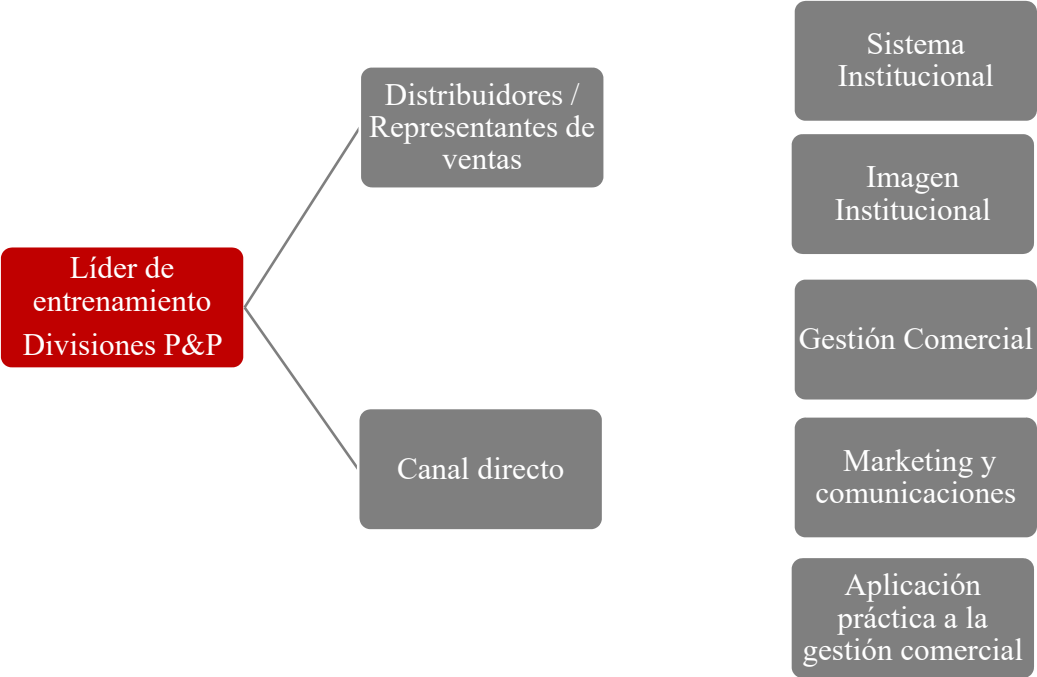 Líder de
entrenamiento
Divisiones P&P
Distribuidores /
Representantes de
ventas
Canal directo
Sistema
Institucional
Imagen
Institucional
Gestión Comercial
Marketing y
comunicaciones
Aplicación
práctica a la
gestión comercial